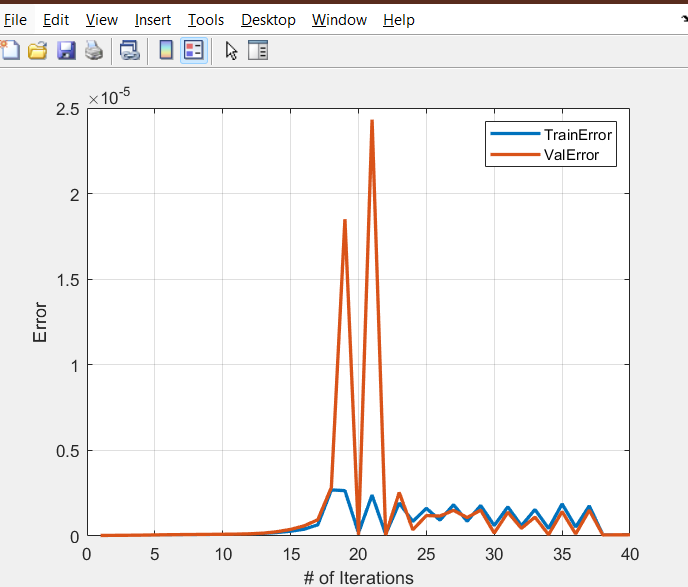 File Edit View Insert Tools Desktop Window Help
×10-5
2.5
2
1.5
1
0.5
0
Error
TrainError
ValError
0 5 10 15 20 25 30 35 40
# of Iterations